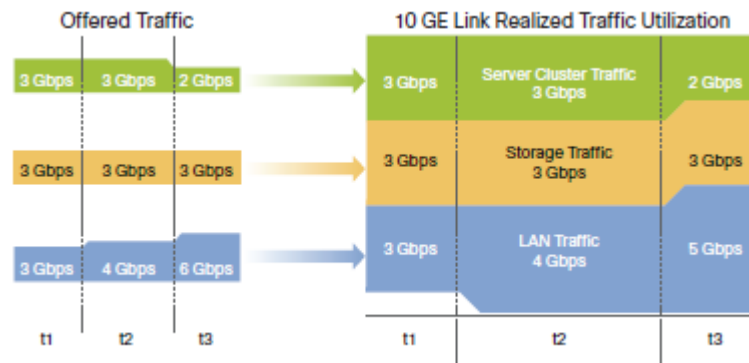 Offered Traffic
10 GE Link Realized Traffic Utilization
3 Gbps
3 Gbps
2 Gbps
3 Gbps
Server Cluster Traffic
3 Gbps
2 Gbps
3 Gbps
3 Gbps
3 Gbps
3 Gbps
Storage Traffic
3 Gbps
3 Gbps
3 Gbps
4 Gbps
6 Gbps
3 Gbps
LAN Traffic
4 Gbps
5 Gbps
t1
t2
t3
t1
t2
t3